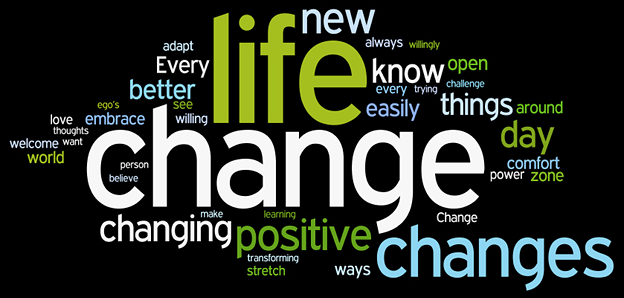 new
life
always willingly
adapt
Every
know
open
better
every trying
challenge
ego's
see
easily
things
around
love
embrace
willing
thoughts
welcome want
world
change
day
comfort
person
believe
power
zone
make
learning
Change
changing
positive
changes
transforming
stretch
ways